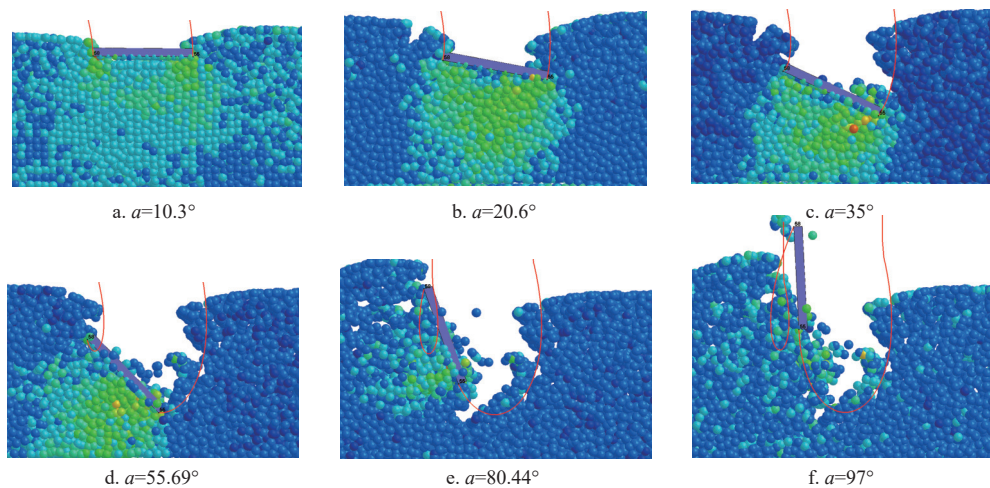 a. a=10.3°
b. a=20.6°
c. a=35°
d. a=55.69°
e. a=80.44°
f. a=97°